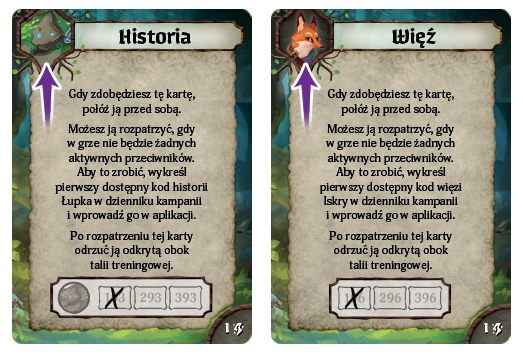 Historia
Gdy zdobędziesz tę kartę,
połóż ją przed sobą.
Możesz ją rozpatrzyć, gdy
w grze nie będzie żadnych
aktywnych przeciwników.
Aby to zrobić, wykreśl
pierwszy dostępny kod historii
Łupka w dzienniku kampanii
i wprowadź go w aplikacji.
Po rozpatrzeniu tej karty
odrzuć ją odkrytą obok
talii treningowej.
293 393
14
Więź
Gdy zdobędziesz tę kartę,
połóż ją przed sobą.
Możesz ją rozpatrzyć, gdy
w grze nie będzie żadnych
aktywnych przeciwników.
Aby to zrobić, wykreśl
pierwszy dostępny kod więzi
Iskry w dzienniku kampanii
i wprowadź go w aplikacji.
Po rozpatrzeniu tej karty
odrzuć ją odkrytą obok
talii treningowej.
296 396
14